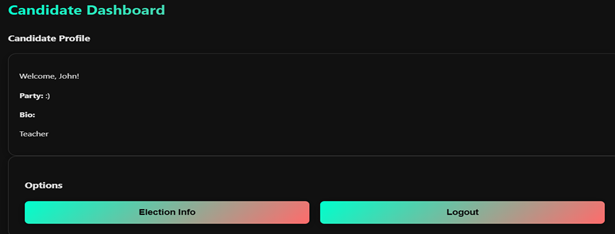 Candidate Dashboard
Candidate Profile
Welcome, John!
Party: :)
Bio:
Teacher
Options
Election Info
Logout